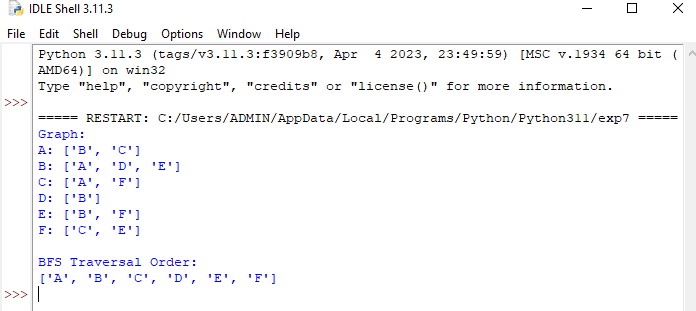 IDLE Shell 3.11.3
File Edit Shell Debug Options Window Help
Python 3.11.3 (tags/v3.11.3:f3909b8, Apr  4 2023, 23:49:59) [MSC v.1934 64 bit (
AMD64)] on win32
Type "help", "copyright", "credits" or "license()" for more information.
>>>
===== RESTART: C:/Users/ADMIN/AppData/Local/Programs/Python/Python311/exp7 =====
Graph:
A: ['B', 'C']
B: ['A', 'D', 'E']
C: ['A', 'F']
D: ['B']
E: ['B', 'F']
F: ['C', 'E']
BFS Traversal Order:
['A', 'B', 'C', 'D', 'E', 'F']
>>>